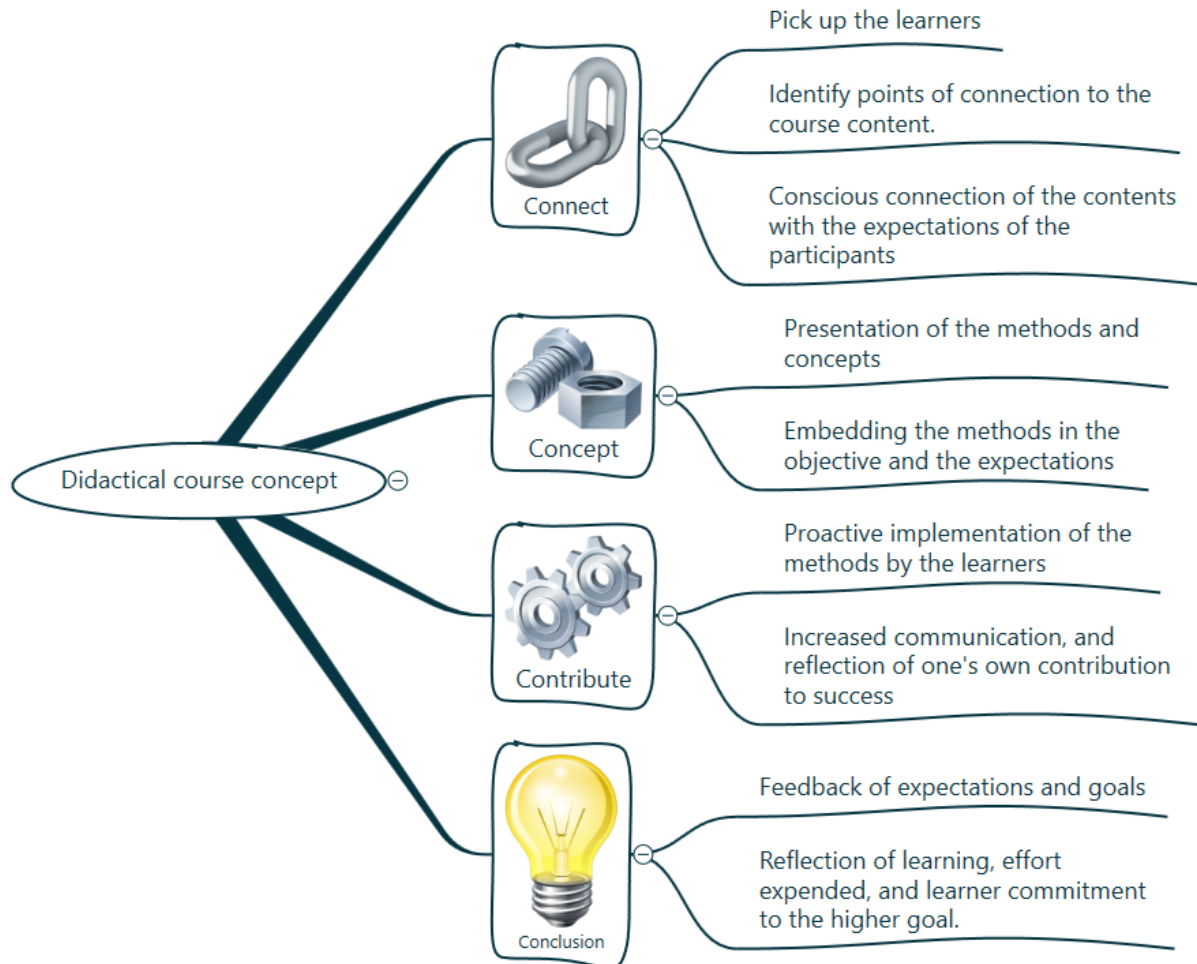 Didactical course concept
Connect
Pick up the learners
Identify points of connection to the
course content.
Conscious connection of the contents
with the expectations of the
participants
Concept
Presentation of the methods and
concepts
Embedding the methods in the
objective and the expectations
Contribute
Proactive implementation of the
methods by the learners
Increased communication, and
reflection of one's own contribution
to success
Conclusion
Feedback of expectations and goals
Reflection of learning, effort
expended, and learner commitment
to the higher goal.